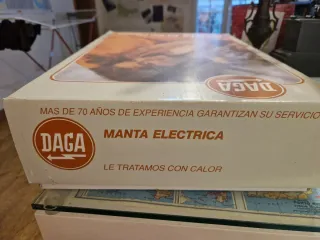 DAGA
MAS DE 70 AÑOS DE EXPERIENCIA GARANTIZAN SU SERVICIO
DAGA
MANTA ELECTRICA
LE TRATAMOS CON CALOR